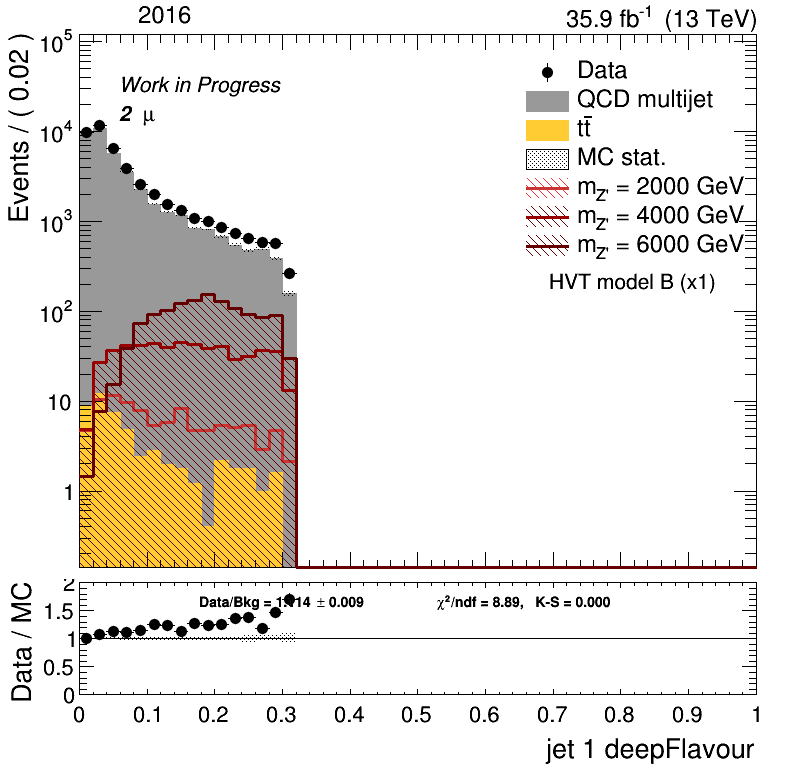 2016
35.9 fb⁻¹ (13 TeV)
Events / ( 0.02 )
10⁵
10⁴
10³
10²
10
1
Work in Progress
2 μ
Data
QCD multijet
tt̄
MC stat.
m_Z' = 2000 GeV
m_Z' = 4000 GeV
m_Z' = 6000 GeV
HVT model B (x1)
Data / MC
2
1.5
1
0.5
0
Data/Bkg = 1.114 ± 0.009
χ²/ndf = 8.89, K-S = 0.000
0 0.1 0.2 0.3 0.4 0.5 0.6 0.7 0.8 0.9 1
jet 1 deepFlavour